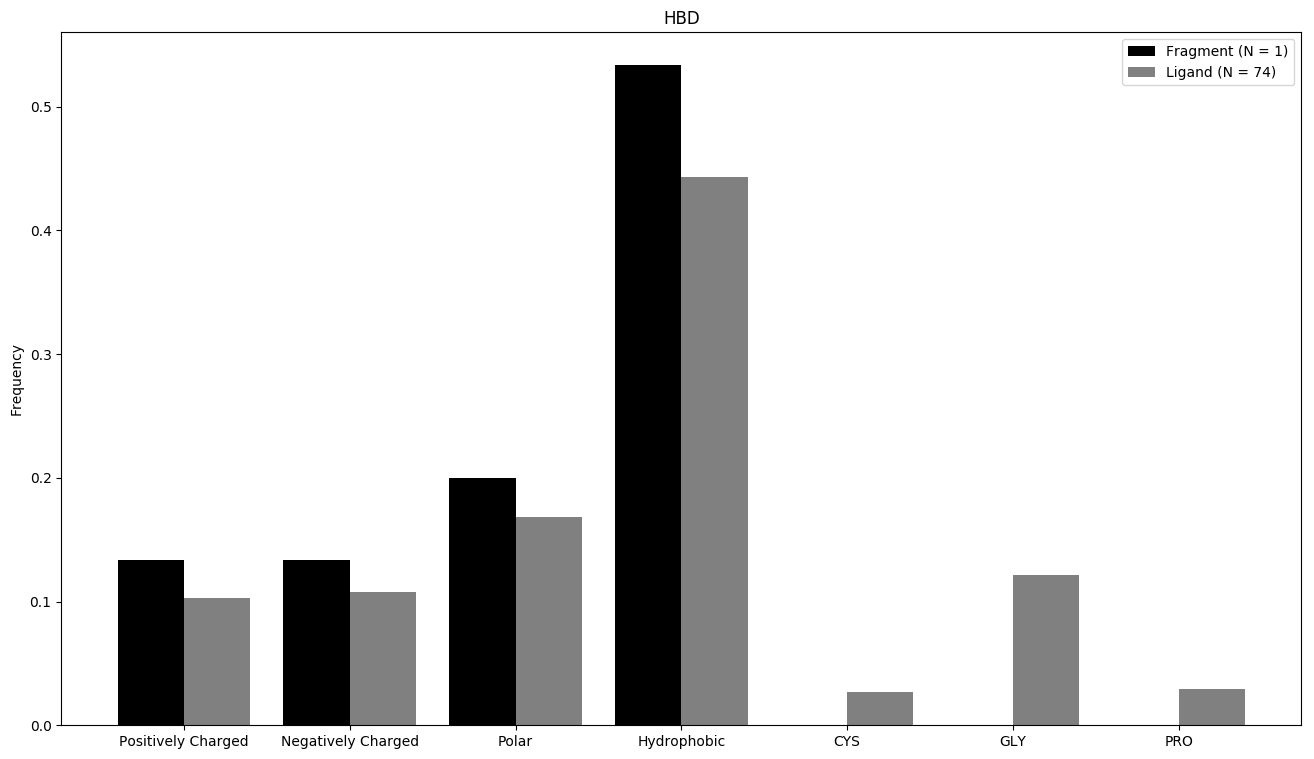 HBD
Fragment (N = 1)
Ligand (N = 74)
Frequency
0.5
0.4
0.3
0.2
0.1
0.0
Positively Charged Negatively Charged Polar Hydrophobic CYS GLY PRO